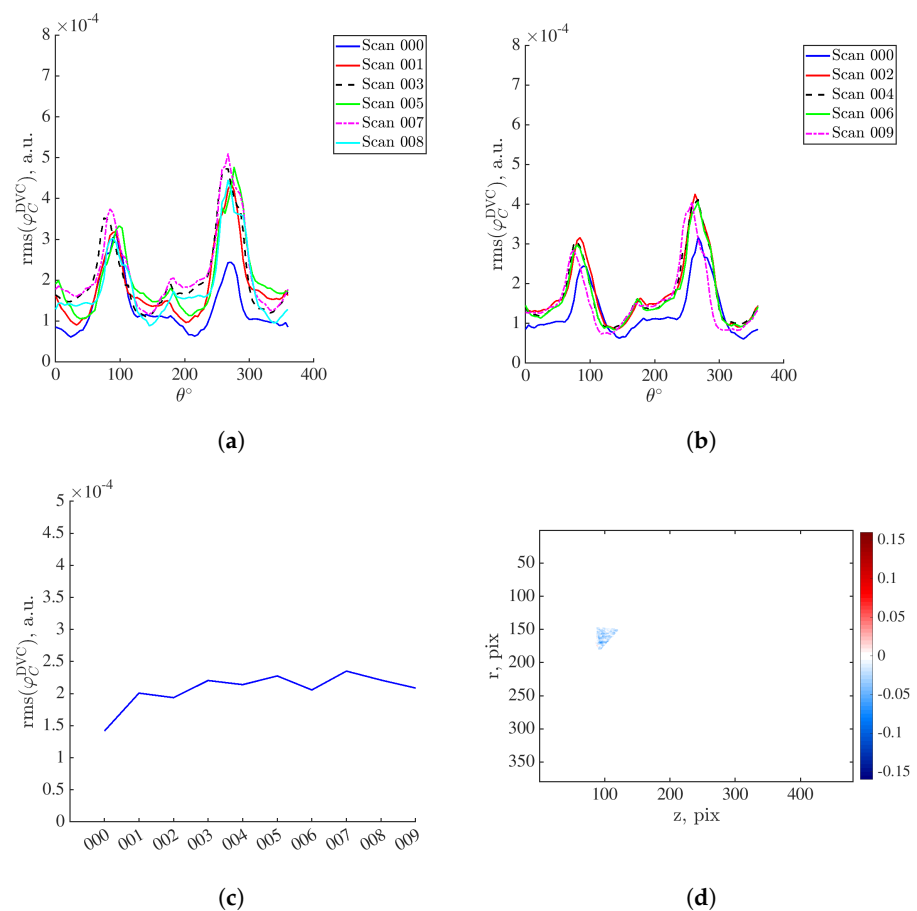 ×10⁻⁴
8
7
6
5
4
3
2
1
0
rms(φ_C^DVC), a.u.
0 100 200 300 400
θ°
Scan 000
Scan 001
Scan 003
Scan 005
Scan 007
Scan 008
(a)
×10⁻⁴
8
7
6
5
4
3
2
1
0
rms(φ_C^DVC), a.u.
0 100 200 300 400
θ°
Scan 000
Scan 002
Scan 004
Scan 006
Scan 009
(b)
×10⁻⁴
5
4.5
4
3.5
3
2.5
2
1.5
1
0.5
0
rms(φ_C^DVC), a.u.
000 001 002 003 004 005 006 007 008 009
(c)
50
100
150
200
250
300
350
r, pix
100 200 300 400
z, pix
0.15
0.1
0.05
0
-0.05
-0.1
-0.15
(d)